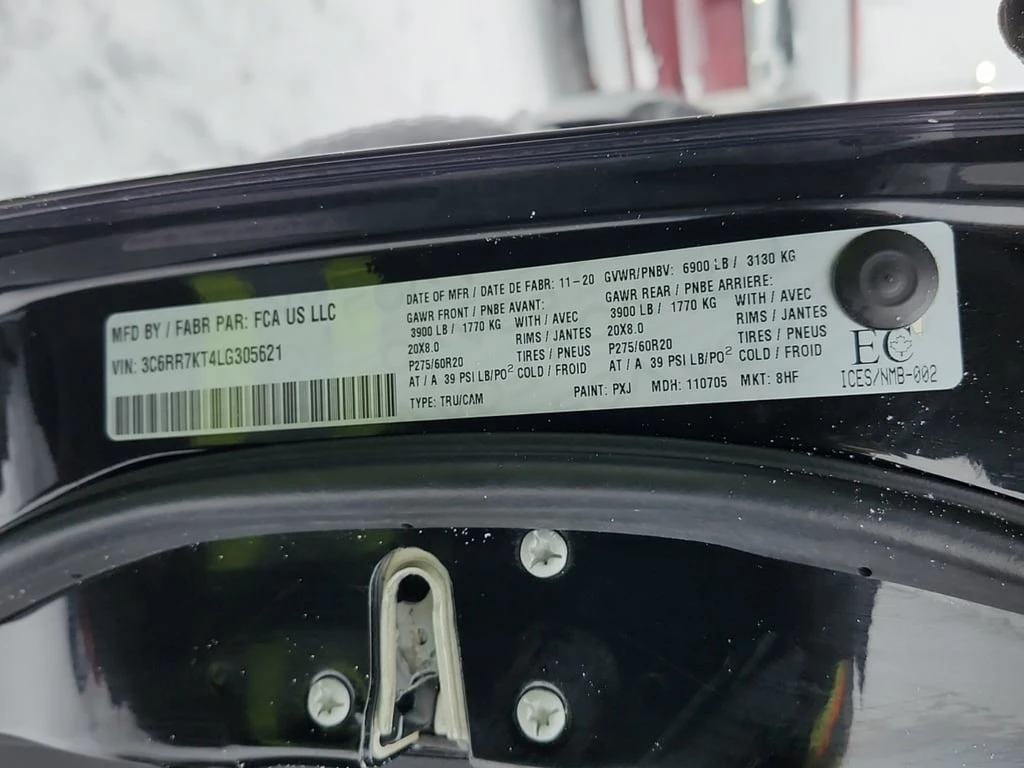 MFD BY / FABR PAR: FCA US LLC
VIN: 3C6RR7KT4LG305621
DATE OF MFR / DATE DE FABR: 11-20 GVWR/PNBV: 6900 LB / 3130 KG
GAWR FRONT / PNBE AVANT:
3900 LB / 1770 KG WITH / AVEC
20X8.0 RIMS / JANTES
P275/60R20 TIRES / PNEUS
AT / A 39 PSI LB/PO² COLD / FROID
GAWR REAR / PNBE ARRIERE:
3900 LB / 1770 KG WITH / AVEC
20X8.0 RIMS / JANTES
P275/60R20 TIRES / PNEUS
AT / A 39 PSI LB/PO² COLD / FROID
TYPE: TRU/CAM PAINT: PXJ MDH: 110705 MKT: 8HF
EC
ICES/NMB-002